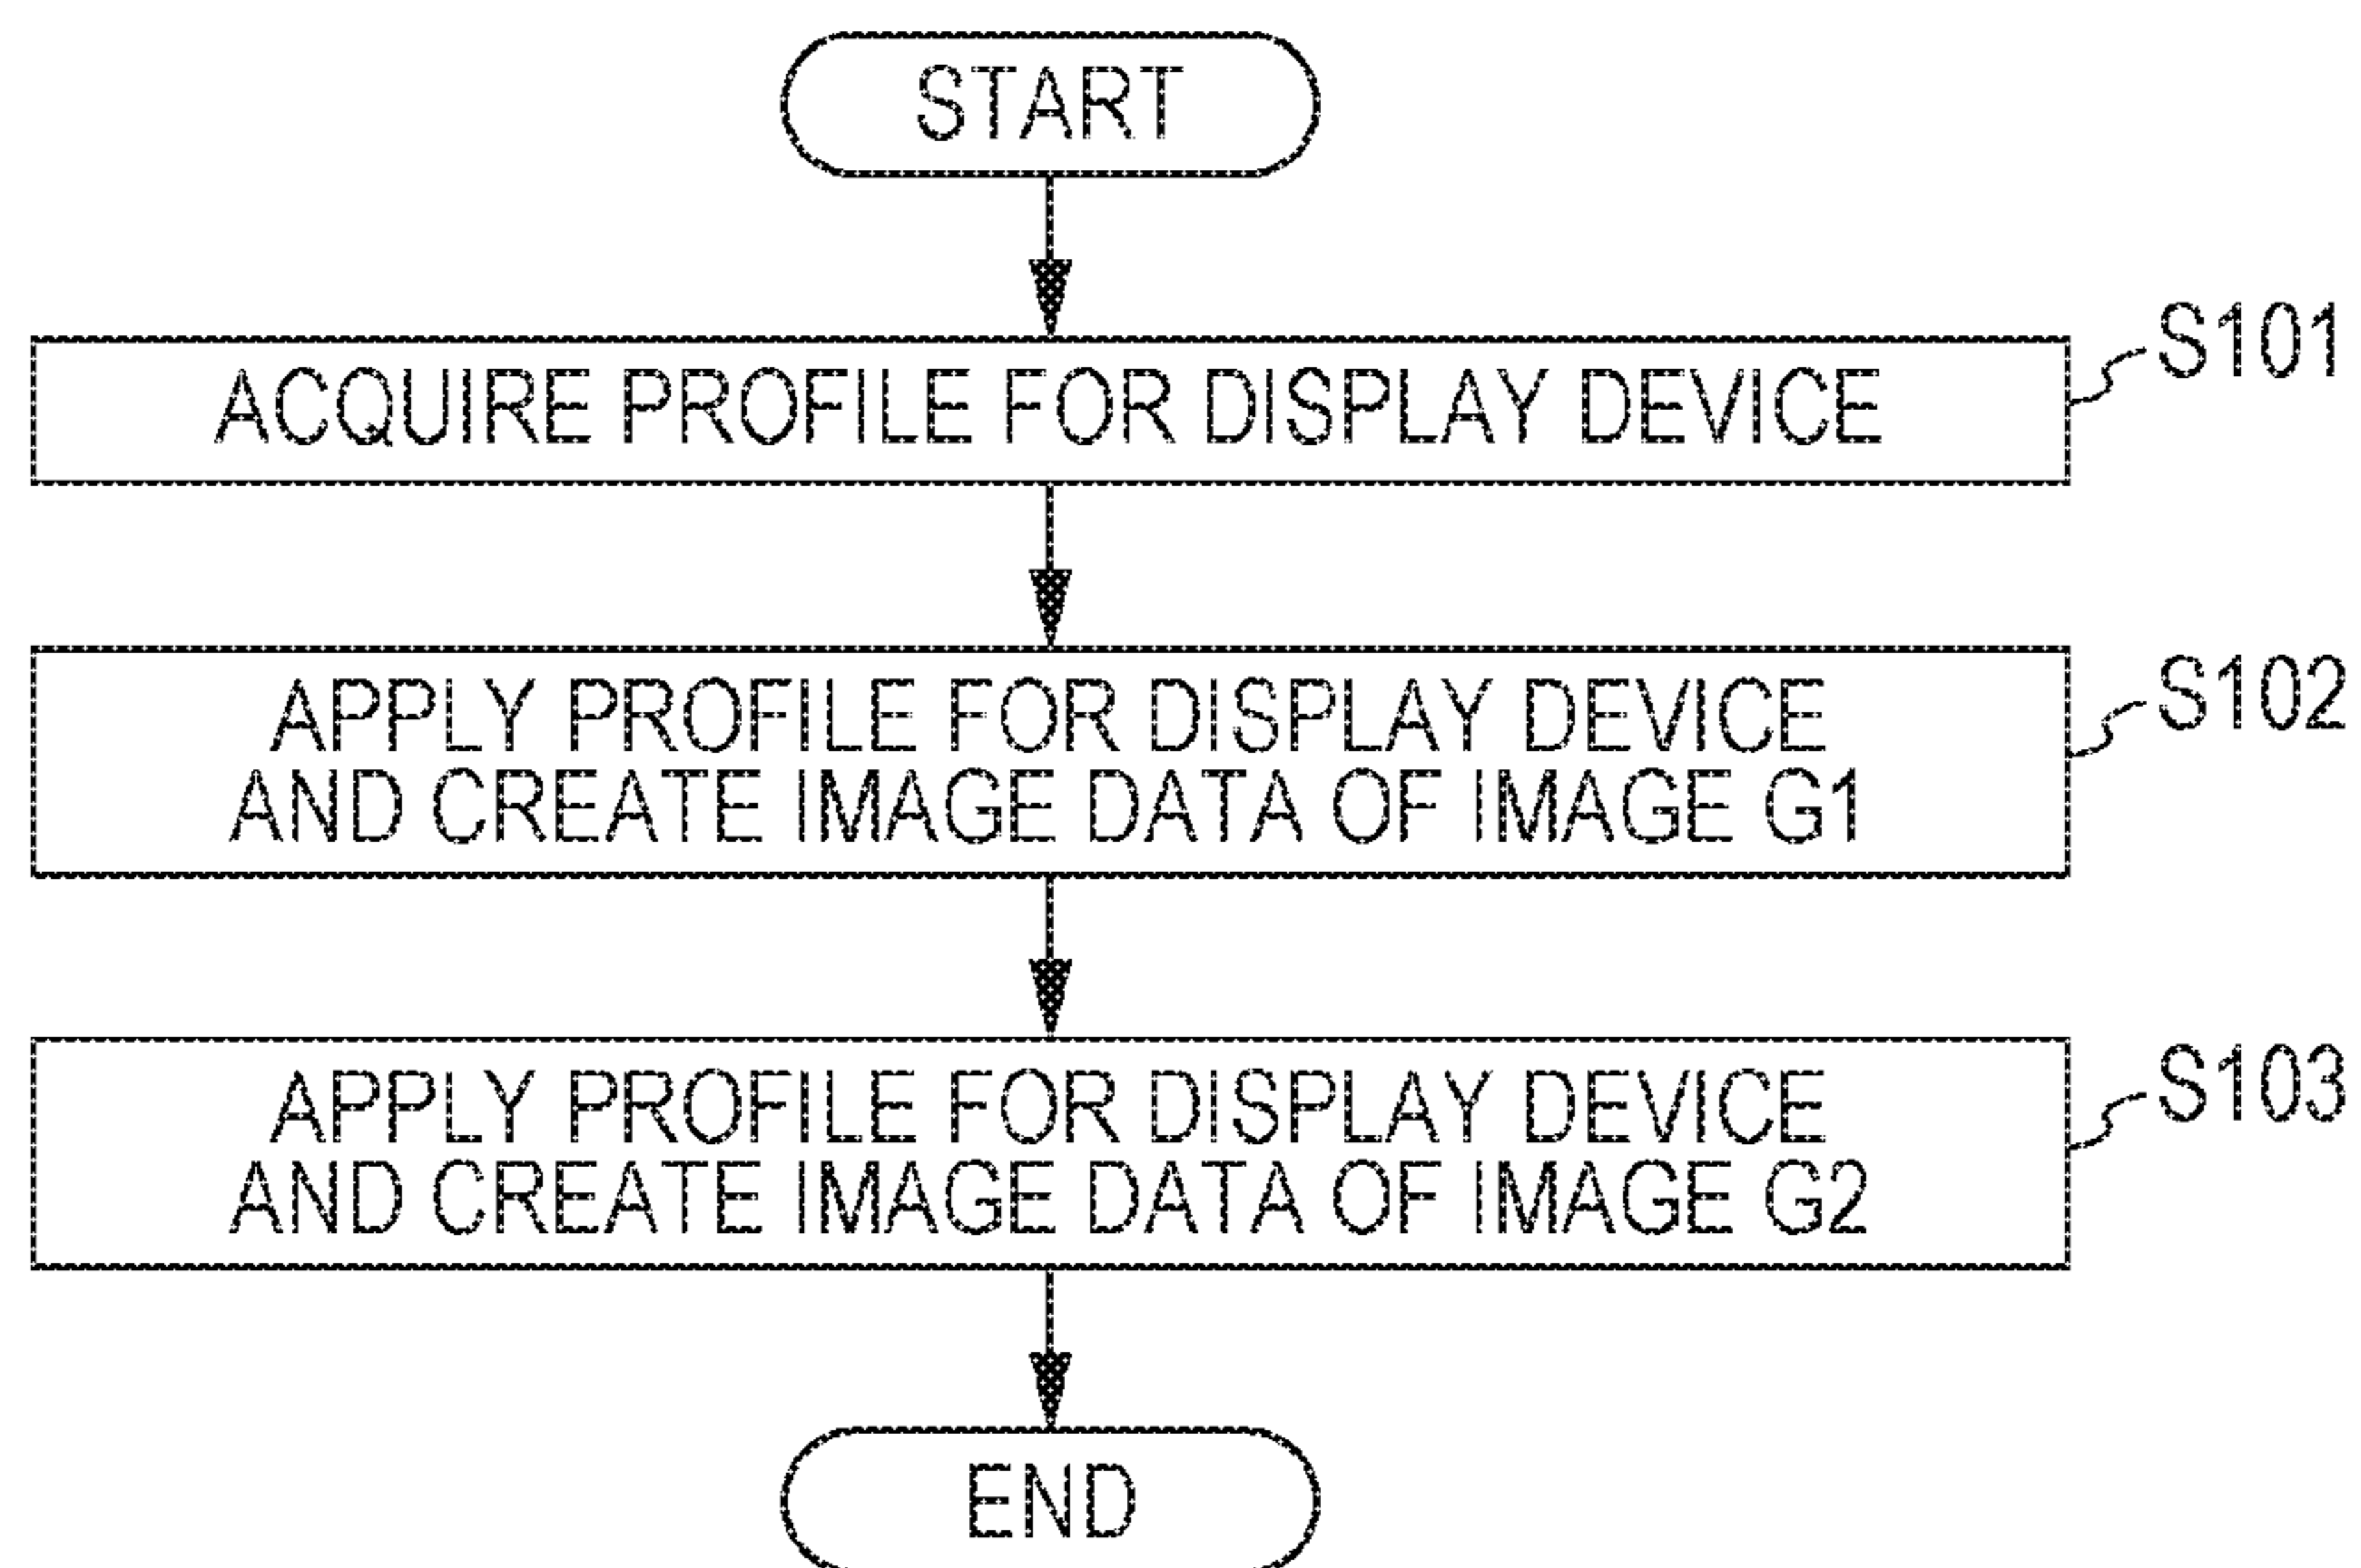 START
ACQUIRE PROFILE FOR DISPLAY DEVICE
S101
APPLY PROFILE FOR DISPLAY DEVICE
AND CREATE IMAGE DATA OF IMAGE G1
S102
APPLY PROFILE FOR DISPLAY DEVICE
AND CREATE IMAGE DATA OF IMAGE G2
S103
END